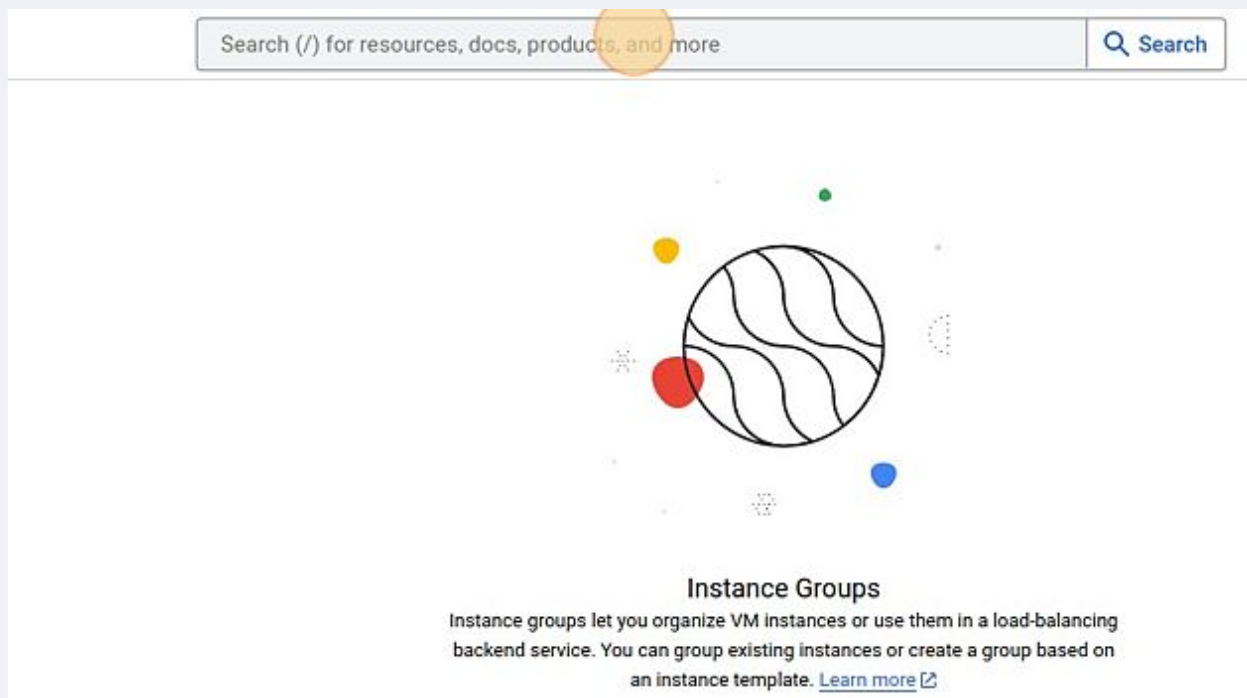 Search (/) for resources, docs, products, and more
Search
Instance Groups
Instance groups let you organize VM instances or use them in a load-balancing
backend service. You can group existing instances or create a group based on
an instance template. Learn more